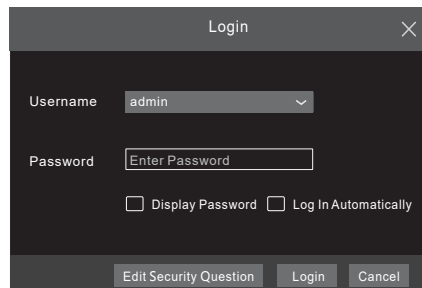 Login
Username admin
Password Enter Password
Display Password Log In Automatically
Edit Security Question Login Cancel